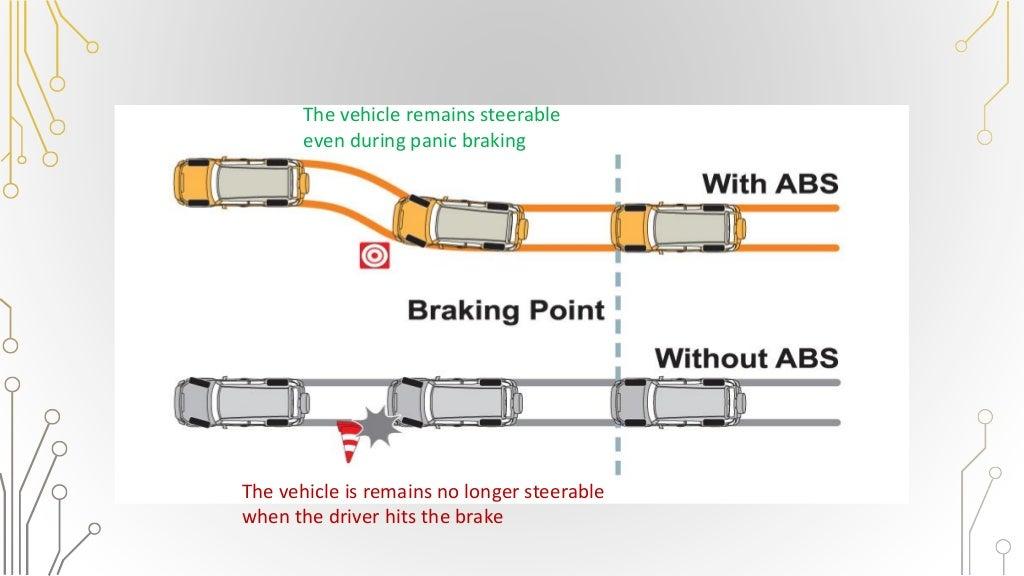 The vehicle remains steerable
even during panic braking
With ABS
Braking Point
Without ABS
The vehicle is remains no longer steerable
when the driver hits the brake